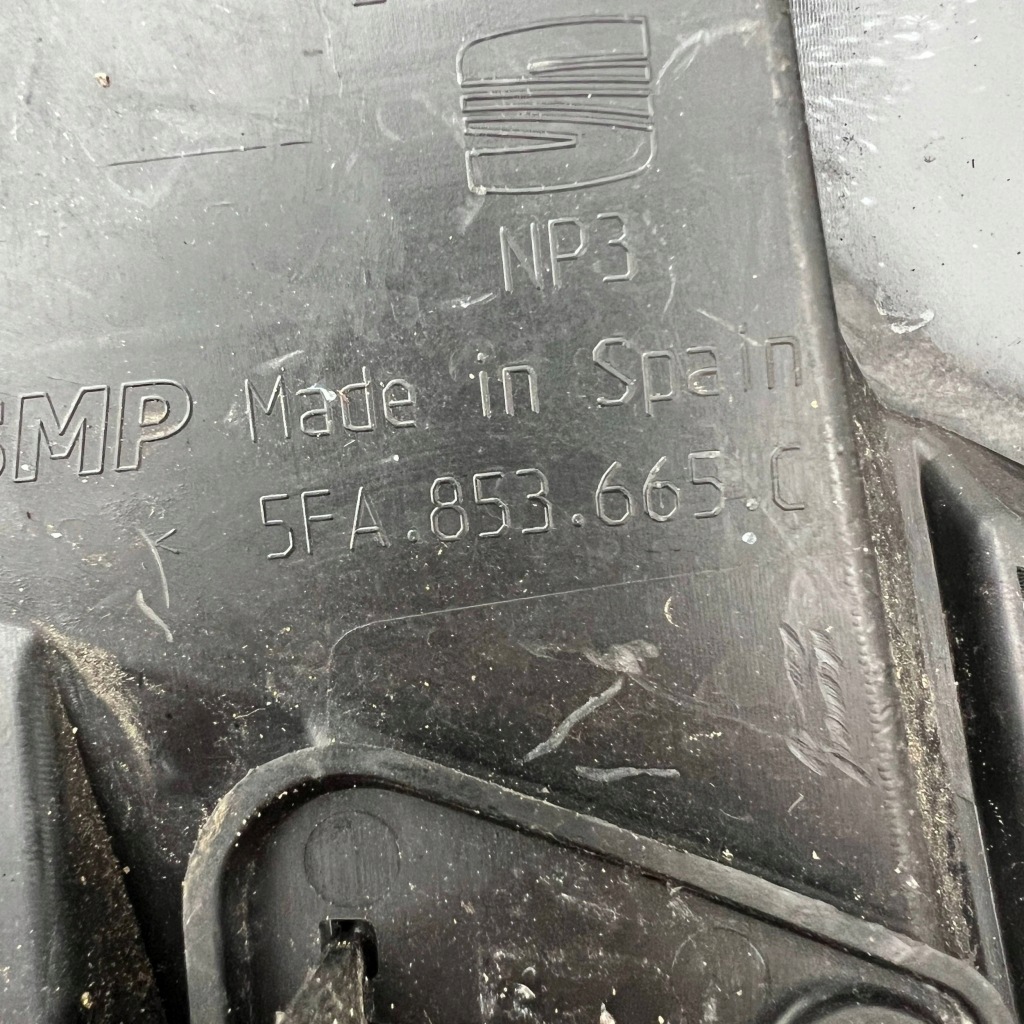 NP3
Made in Spain
SMP
5FA.853.665.C